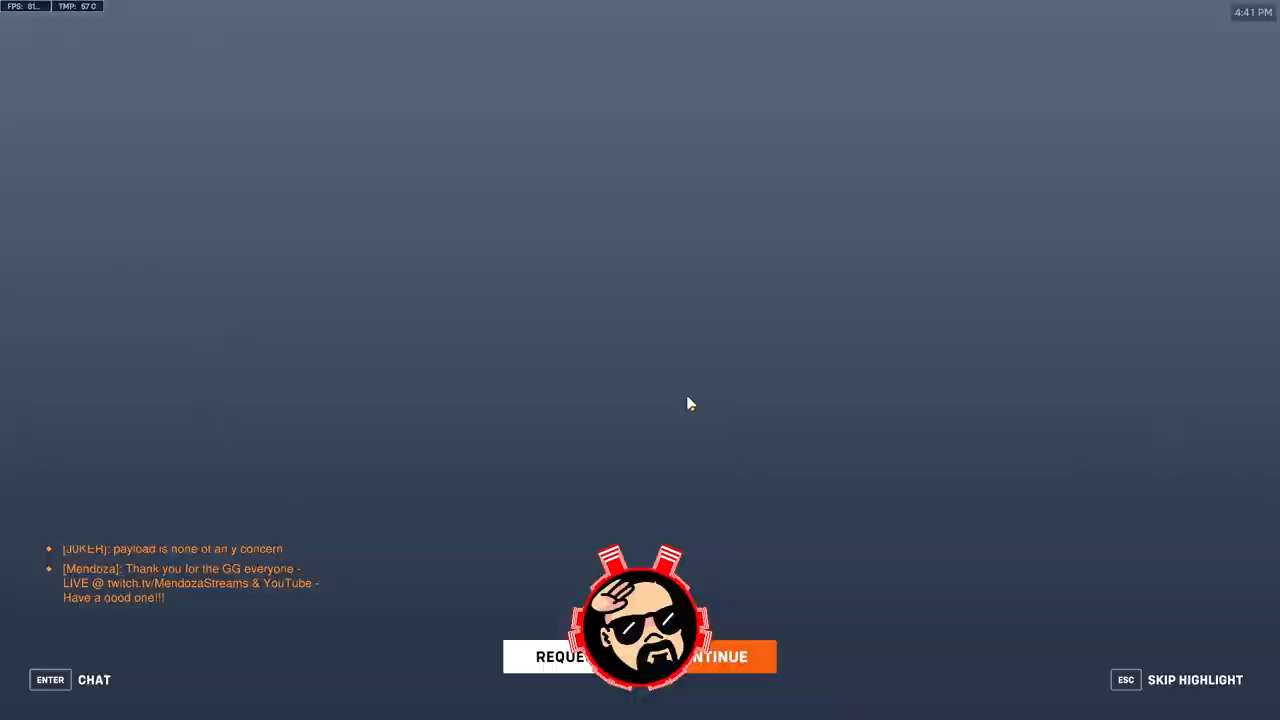 FPS: 81... TMP: 57 C
4:41 PM
[J0KER]: payload is none of an y concern
[Mendoza]: Thank you for the GG everyone -
LIVE @ twitch.tv/MendozaStreams & YouTube -
Have a good one!!!
REQUE NTINUE
ENTER CHAT
ESC SKIP HIGHLIGHT